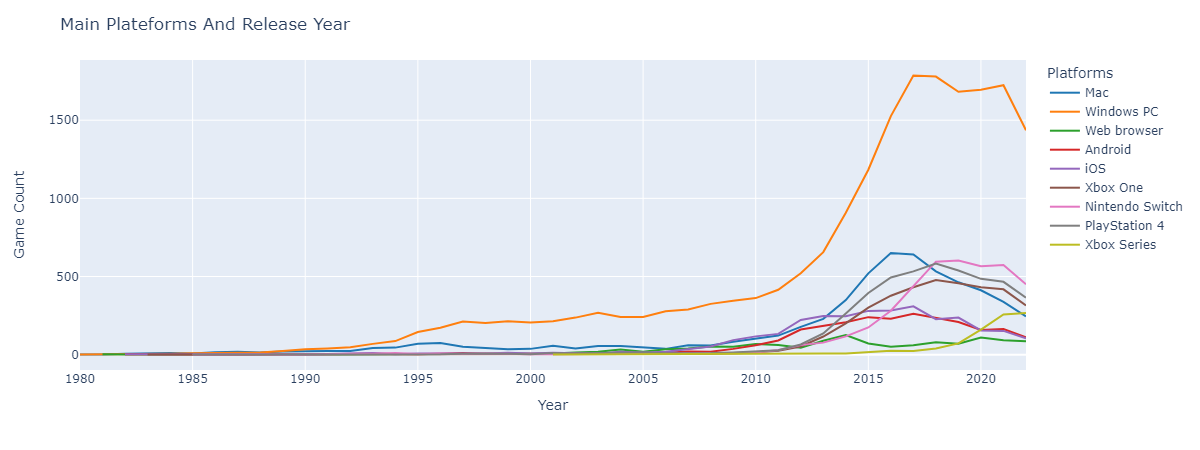 Main Plateforms And Release Year
Platforms
Mac
Windows PC
Web browser
Android
iOS
Xbox One
Nintendo Switch
PlayStation 4
Xbox Series
Game Count
1500
1000
500
0
1980 1985 1990 1995 2000 2005 2010 2015 2020
Year